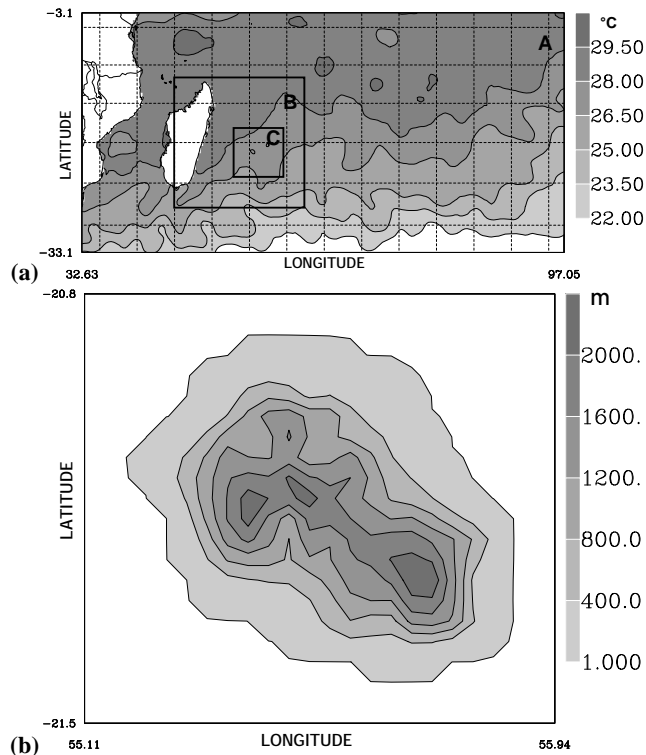 -3.1
°C
A
29.50
28.00
B
26.50
LATITUDE
C
25.00
23.50
22.00
-33.1
(a)
32.63
LONGITUDE
97.05
-20.8
m
2000.
1600.
1200.
LATITUDE
800.0
400.0
1.000
-21.5
(b)
55.11
LONGITUDE
55.94